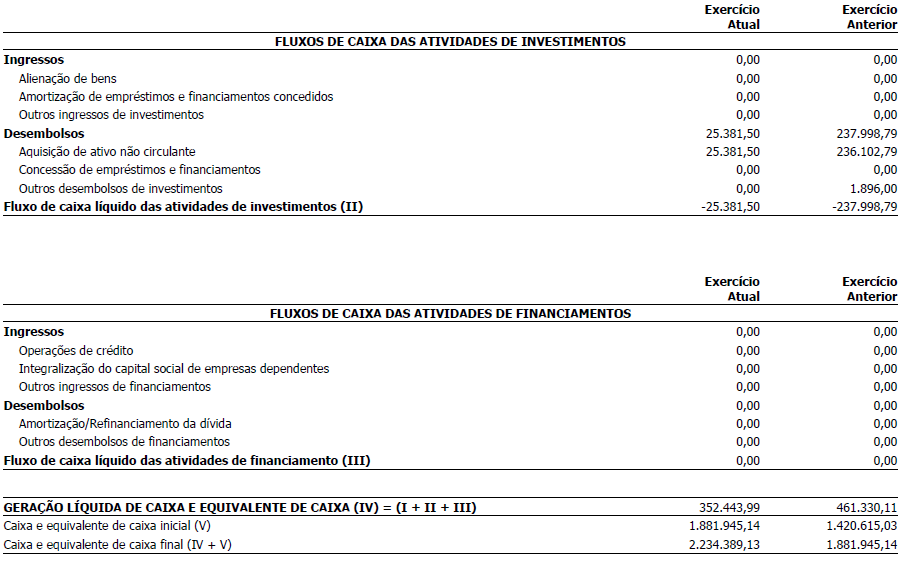 Exercício Atual Exercício Anterior
FLUXOS DE CAIXA DAS ATIVIDADES DE INVESTIMENTOS
Ingressos 0,00 0,00
Alienação de bens 0,00 0,00
Amortização de empréstimos e financiamentos concedidos 0,00 0,00
Outros ingressos de investimentos 0,00 0,00
Desembolsos 25.381,50 237.998,79
Aquisição de ativo não circulante 25.381,50 236.102,79
Concessão de empréstimos e financiamentos 0,00 0,00
Outros desembolsos de investimentos 0,00 1.896,00
Fluxo de caixa líquido das atividades de investimentos (II) -25.381,50 -237.998,79
Exercício Atual Exercício Anterior
FLUXOS DE CAIXA DAS ATIVIDADES DE FINANCIAMENTOS
Ingressos 0,00 0,00
Operações de crédito 0,00 0,00
Integralização do capital social de empresas dependentes 0,00 0,00
Outros ingressos de financiamentos 0,00 0,00
Desembolsos 0,00 0,00
Amortização/Refinanciamento da dívida 0,00 0,00
Outros desembolsos de financiamentos 0,00 0,00
Fluxo de caixa líquido das atividades de financiamento (III) 0,00 0,00
GERAÇÃO LÍQUIDA DE CAIXA E EQUIVALENTE DE CAIXA (IV) = (I + II + III) 352.443,99 461.330,11
Caixa e equivalente de caixa inicial (V) 1.881.945,14 1.420.615,03
Caixa e equivalente de caixa final (IV + V) 2.234.389,13 1.881.945,14